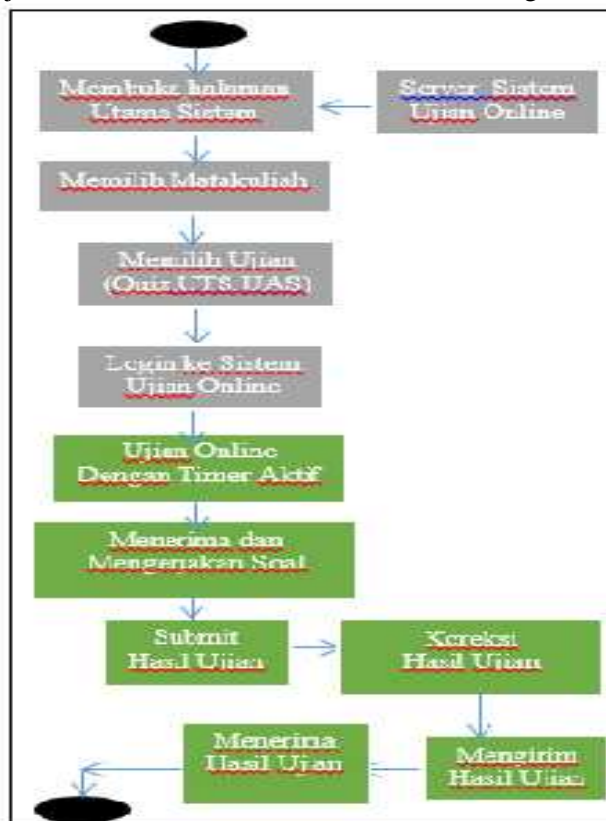 Membuka halaman
Utama Sistem
Server Sistem
Ujian Online
Memilih Matakuliah
Memilih Ujian
(Quiz,UTS,UAS)
Login ke Sistem
Ujian Online
Ujian Online
Dengan Timer Aktif
Menerima dan
Mengerjakan Soal
Submit
Hasil Ujian
Koreksi
Hasil Ujian
Menerima
Hasil Ujian
Mengirim
Hasil Ujian